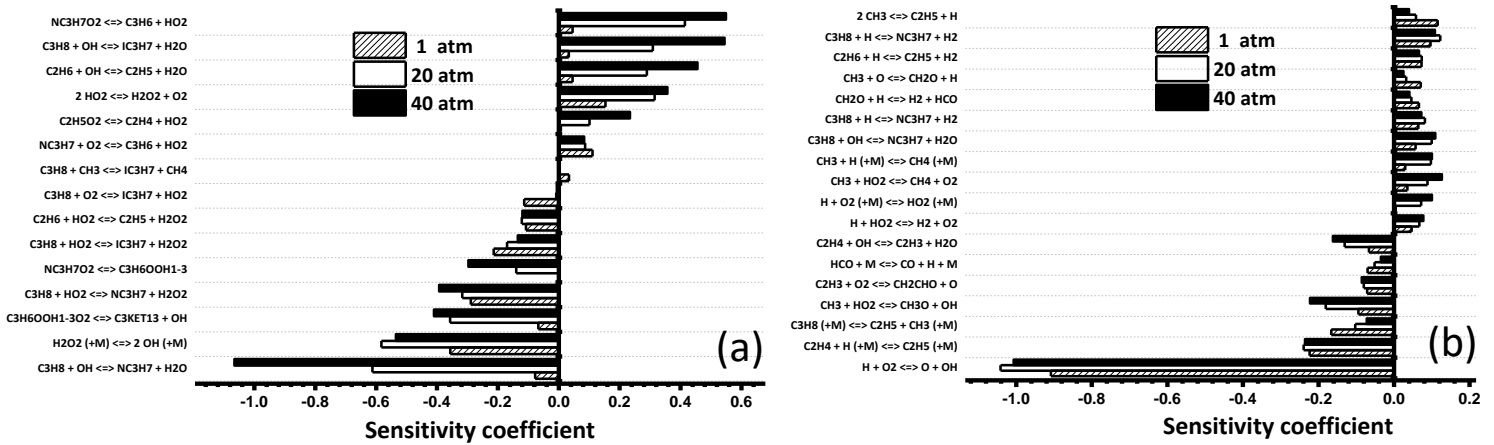 NC3H7O2 <=> C3H6 + HO2
C3H8 + OH <=> IC3H7 + H2O
C2H6 + OH <=> C2H5 + H2O
2 HO2 <=> H2O2 + O2
C2H5O2 <=> C2H4 + HO2
NC3H7 + O2 <=> C3H6 + HO2
C3H8 + CH3 <=> IC3H7 + CH4
C3H8 + O2 <=> IC3H7 + HO2
C2H6 + HO2 <=> C2H5 + H2O2
C3H8 + HO2 <=> IC3H7 + H2O2
NC3H7O2 <=> C3H6OOH1-3
C3H8 + HO2 <=> NC3H7 + H2O2
C3H6OOH1-3O2 <=> C3KET13 + OH
H2O2 (+M) <=> 2 OH (+M)
C3H8 + OH <=> NC3H7 + H2O
1 atm
20 atm
40 atm
(a)
-1.0 -0.8 -0.6 -0.4 -0.2 0.0 0.2 0.4 0.6
Sensitivity coefficient
2 CH3 <=> C2H5 + H
C3H8 + H <=> NC3H7 + H2
C2H6 + H <=> C2H5 + H2
CH3 + O <=> CH2O + H
CH2O + H <=> H2 + HCO
C3H8 + H <=> NC3H7 + H2
C3H8 + OH <=> NC3H7 + H2O
CH3 + H (+M) <=> CH4 (+M)
CH3 + HO2 <=> CH4 + O2
H + O2 (+M) <=> HO2 (+M)
H + HO2 <=> H2 + O2
C2H4 + OH <=> C2H3 + H2O
HCO + M <=> CO + H + M
C2H3 + O2 <=> CH2CHO + O
CH3 + HO2 <=> CH3O + OH
C3H8 (+M) <=> C2H5 + CH3 (+M)
C2H4 + H (+M) <=> C2H5 (+M)
H + O2 <=> O + OH
1 atm
20 atm
40 atm
(b)
-1.0 -0.8 -0.6 -0.4 -0.2 0.0 0.2
Sensitivity coefficient